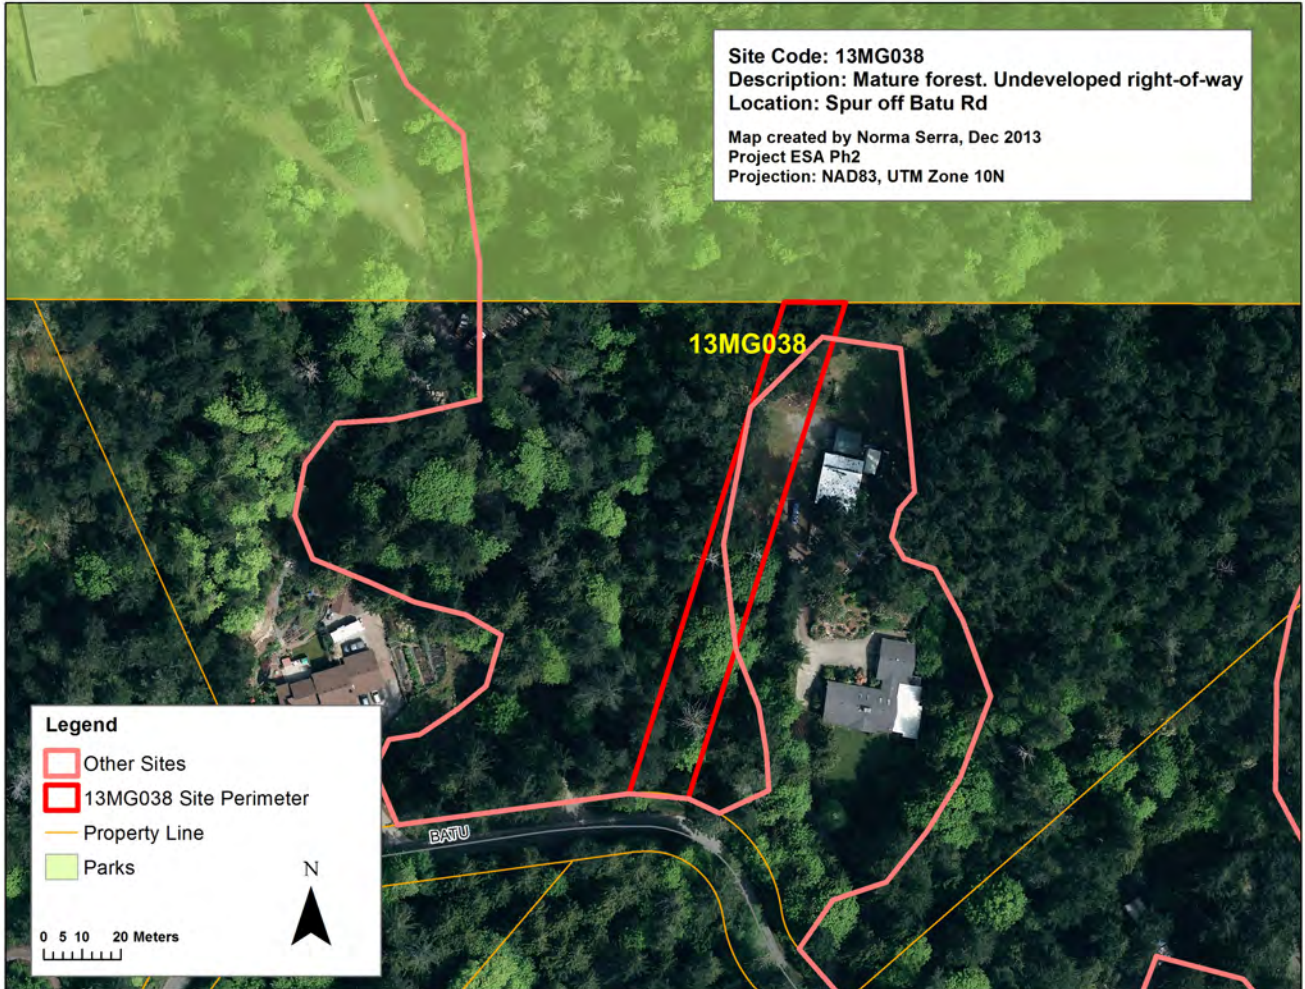 Site Code: 13MG038
Description: Mature forest. Undeveloped right-of-way
Location: Spur off Batu Rd
Map created by Norma Serra, Dec 2013
Project ESA Ph2
Projection: NAD83, UTM Zone 10N
13MG038
BATU
Legend
Other Sites
13MG038 Site Perimeter
Property Line
Parks
N
0 5 10 20 Meters